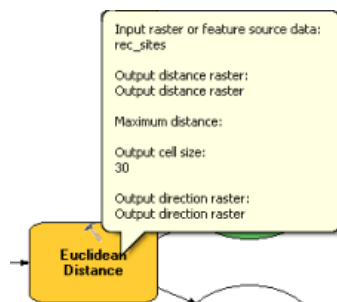 Input raster or feature source data:
rec_sites
Output distance raster:
Output distance raster
Maximum distance:
Output cell size:
30
Output direction raster:
Output direction raster
Euclidean
Distance